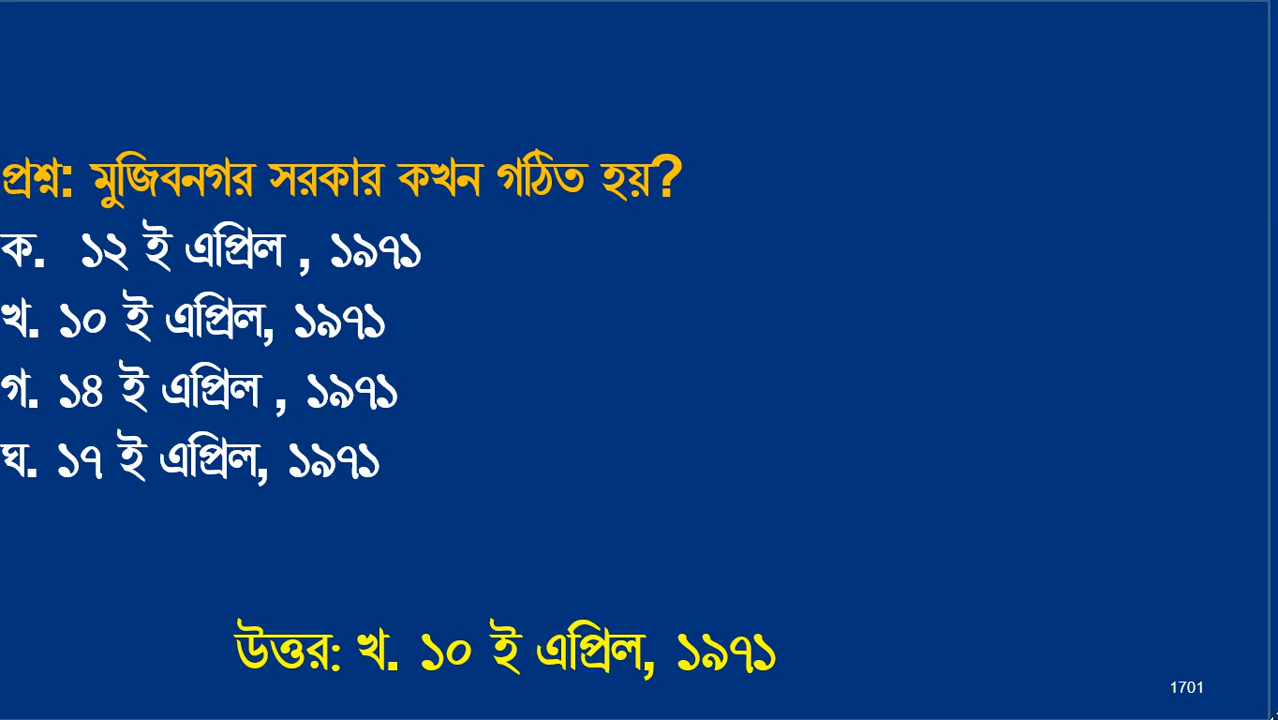 প্রশ্ন: মুজিবনগর সরকার কখন গঠিত হয়?
ক. ১২ ই এপ্রিল , ১৯৭১
খ. ১০ ই এপ্রিল, ১৯৭১
গ. ১৪ ই এপ্রিল , ১৯৭১
ঘ. ১৭ ই এপ্রিল, ১৯৭১
উত্তর: খ. ১০ ই এপ্রিল, ১৯৭১
1701